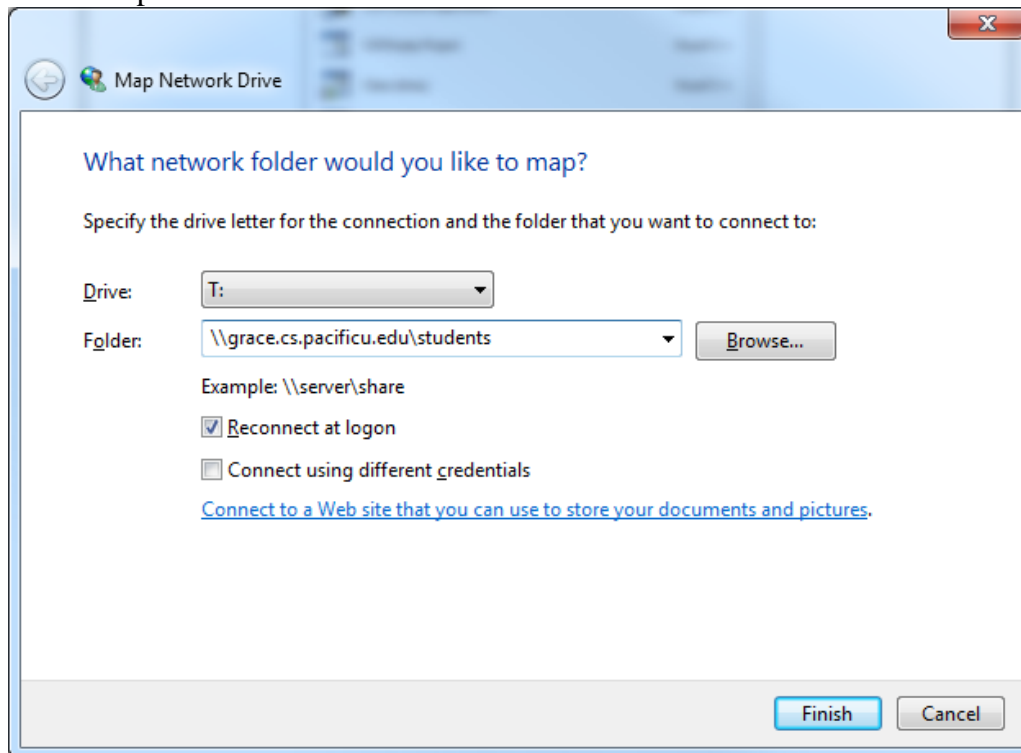 Map Network Drive
What network folder would you like to map?
Specify the drive letter for the connection and the folder that you want to connect to:
Drive: T:
Folder: \\grace.cs.pacificu.edu\students Browse...
Example: \\server\share
Reconnect at logon
Connect using different credentials
Connect to a Web site that you can use to store your documents and pictures.
Finish Cancel